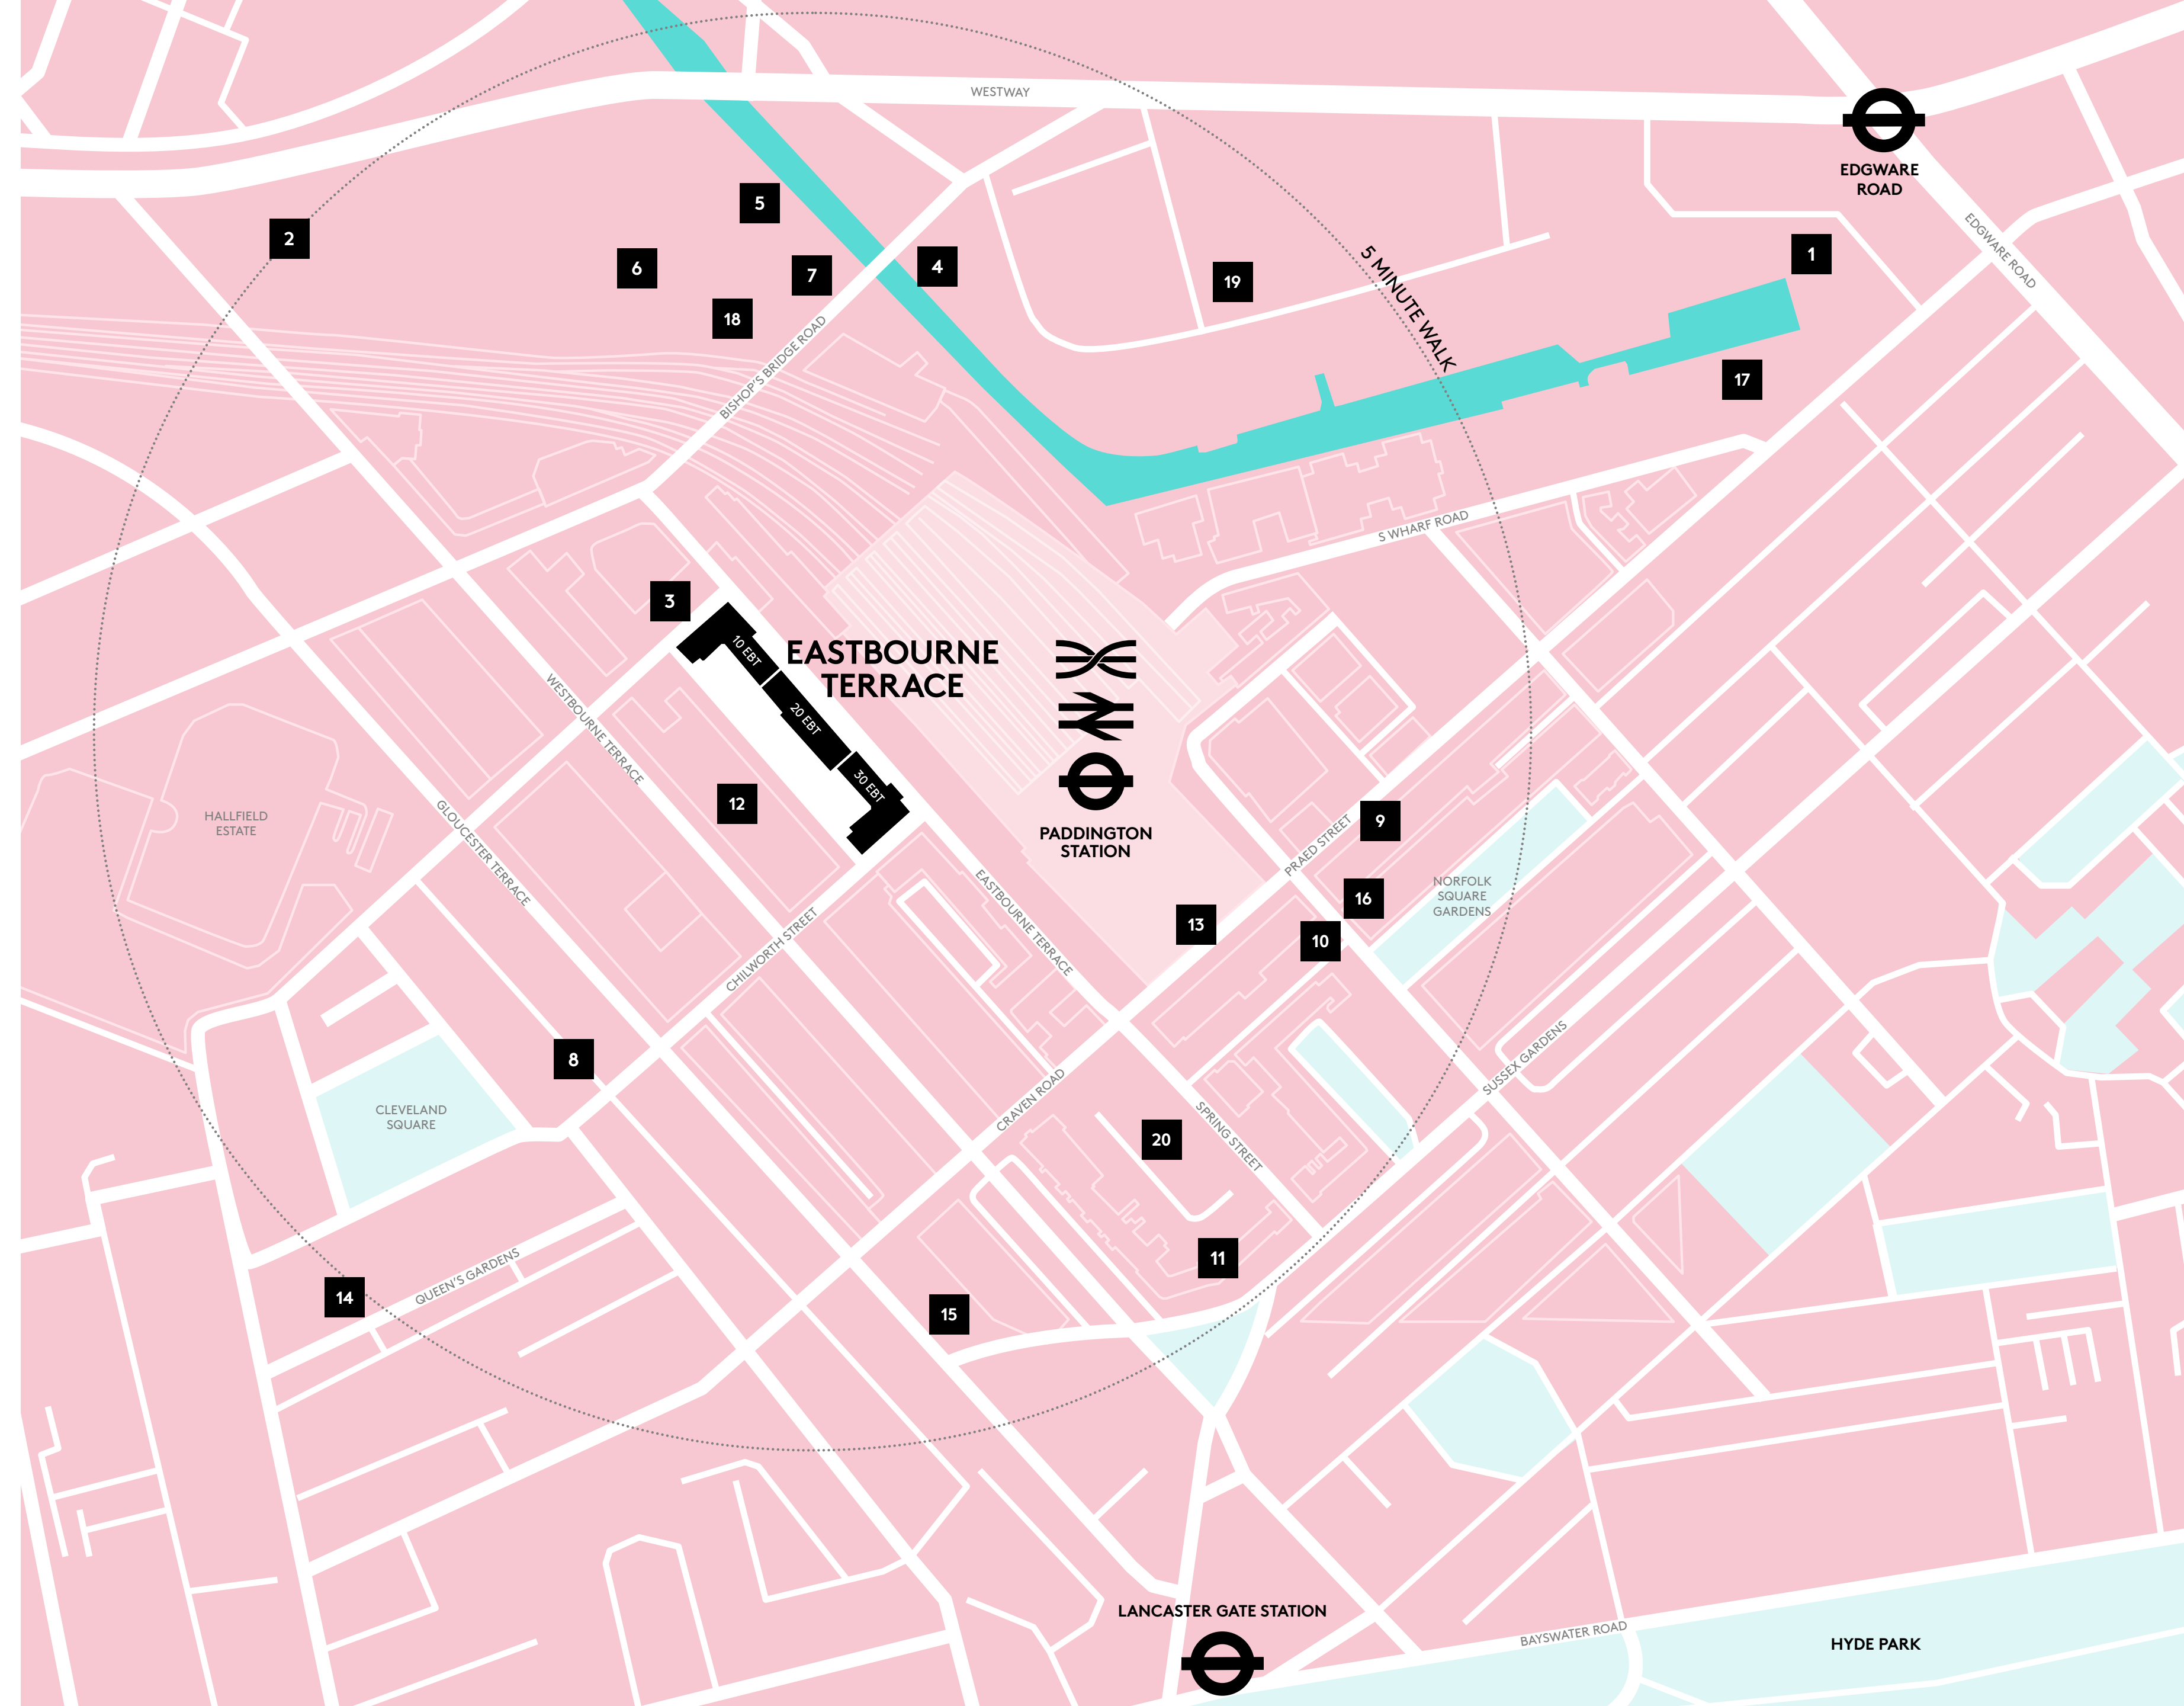 WESTWAY
EDGWARE
ROAD
EDGWARE ROAD
5
2
4
1
6
7
19
5 MINUTE WALK
18
BISHOP'S BRIDGE ROAD
17
S WHARF ROAD
3
10 EBT
EASTBOURNE
TERRACE
20 EBT
30 EBT
WESTBOURNE TERRACE
12
PADDINGTON
STATION
HALLFIELD
ESTATE
GLOUCESTER TERRACE
PRAED STREET
9
16
NORFOLK
SQUARE
GARDENS
13
10
EASTBOURNE TERRACE
CHILWORTH STREET
8
CLEVELAND
SQUARE
CRAVEN ROAD
SUSSEX GARDENS
20
SPRING STREET
11
QUEEN'S GARDENS
14
15
LANCASTER GATE STATION
BAYSWATER ROAD
HYDE PARK